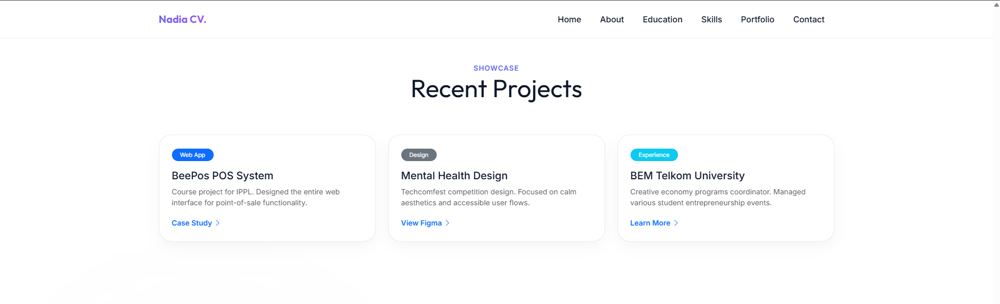 Nadia CV.
Home About Education Skills Portfolio Contact
SHOWCASE
Recent Projects
Web App
BeePos POS System
Course project for IPPL. Designed the entire web
interface for point-of-sale functionality.
Case Study
Design
Mental Health Design
Techcomfest competition design. Focused on calm
aesthetics and accessible user flows.
View Figma
Experience
BEM Telkom University
Creative economy programs coordinator. Managed
various student entrepreneurship events.
Learn More